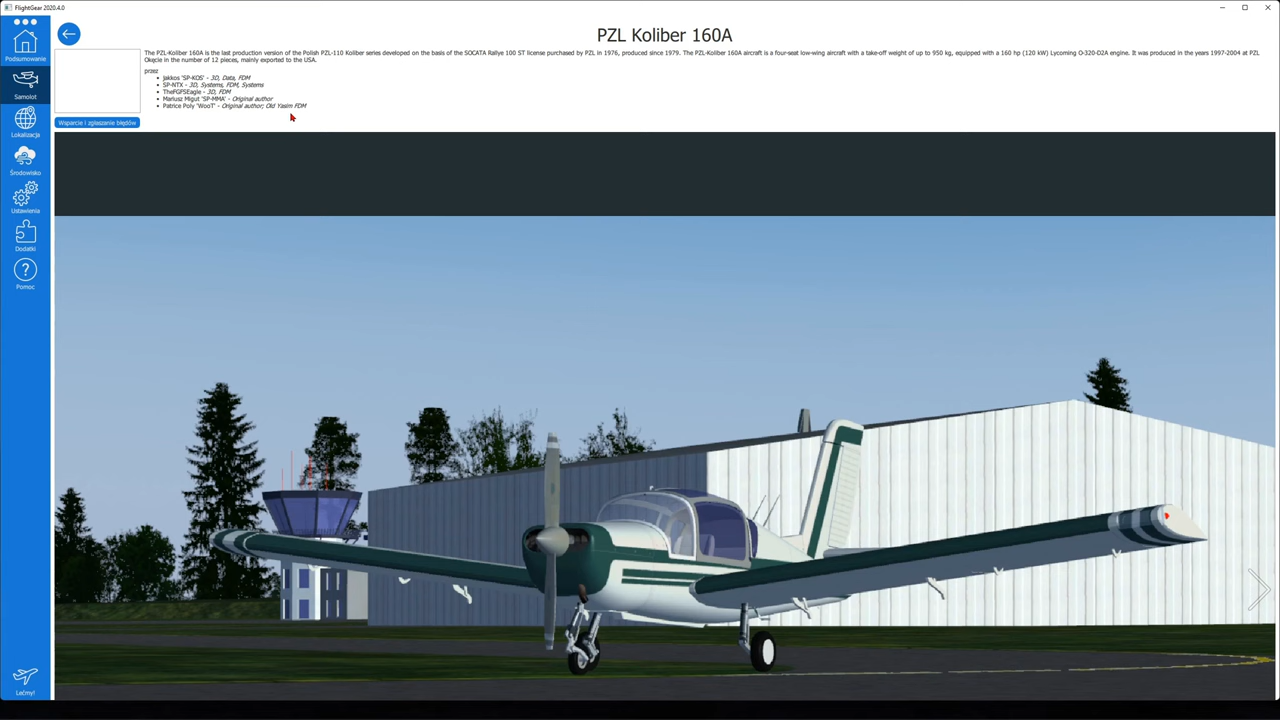 FlightGear 2020.4.0
PZL Koliber 160A
The PZL-Koliber 160A is the last production version of the Polish PZL-110 Koliber series developed on the basis of the SOCATA Rallye 100 ST license purchased by PZL in 1976, produced since 1979. The PZL-Koliber 160A aircraft is a four-seat low-wing aircraft with a take-off weight of up to 950 kg, equipped with a 160 hp (120 kW) Lycoming O-320-D2A engine. It was produced in the years 1997-2004 at PZL
Okęcie in the number of 12 pieces, mainly exported to the USA.
przez
jakkos 'SP-KOS' - 3D, Data, FDM
SP-NTX - 3D, Systems, FDM, Systems
TheFGFSEagle - 3D, FDM
Mariusz Migut 'SP-MMA' - Original author
Patrice Poly 'WooT' - Original author; Old Yasim FDM
Wsparcie i zgłaszanie błędów
Podsumowanie
Samolot
Lokalizacja
Środowisko
Ustawienia
Dodatki
Pomoc
Lećmy!